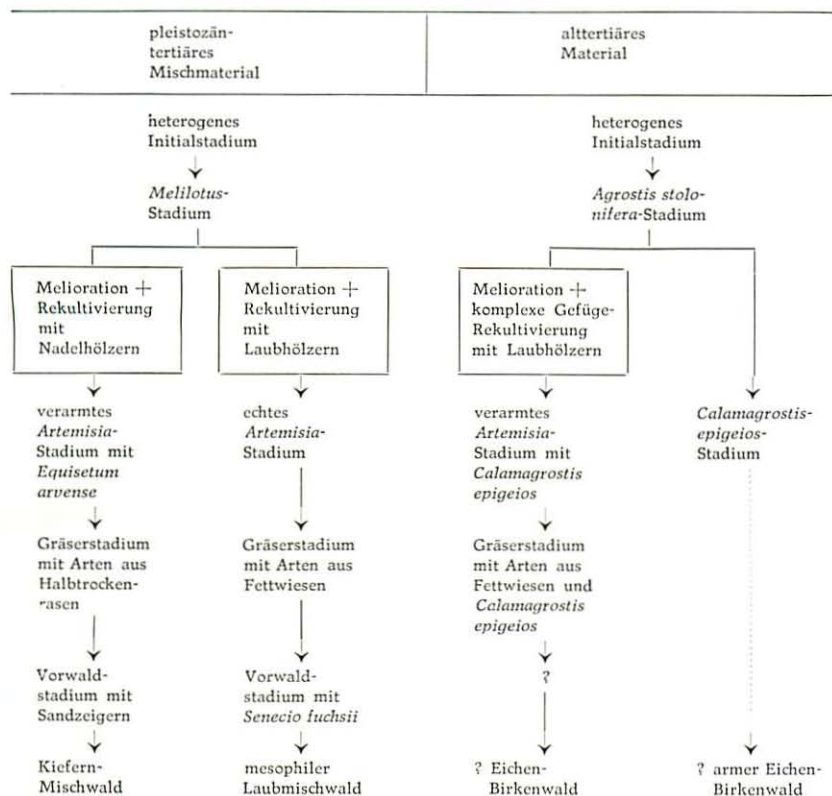 pleistozän-
tertiäres
Mischmaterial
alttertiäres
Material
heterogenes
Initialstadium
Melilotus-
Stadium
heterogenes
Initialstadium
Agrostis stolo-
nifera-Stadium
Melioration +
Rekultivierung
mit
Nadelhölzern
Melioration +
Rekultivierung
mit
Laubhölzern
Melioration +
komplexe Gefüge-
Rekultivierung
mit Laubhölzern
verarmtes
Artemisia-
Stadium mit
Equisetum
arvense
echtes
Artemisia-
Stadium
verarmtes
Artemisia-
Stadium mit
Calamagrostis
epigeios
Calamagrostis-
epigeios-
Stadium
Gräserstadium
mit Arten aus
Halbtrocken-
rasen
Gräserstadium
mit Arten aus
Fettwiesen
Gräserstadium
mit Arten aus
Fettwiesen und
Calamagrostis
epigeios
Vorwald-
stadium mit
Sandzeigern
Vorwald-
stadium mit
Senecio fuchsii
?
Kiefern-
Mischwald
mesophiler
Laubmischwald
? Eichen-
Birkenwald
? armer Eichen-
Birkenwald